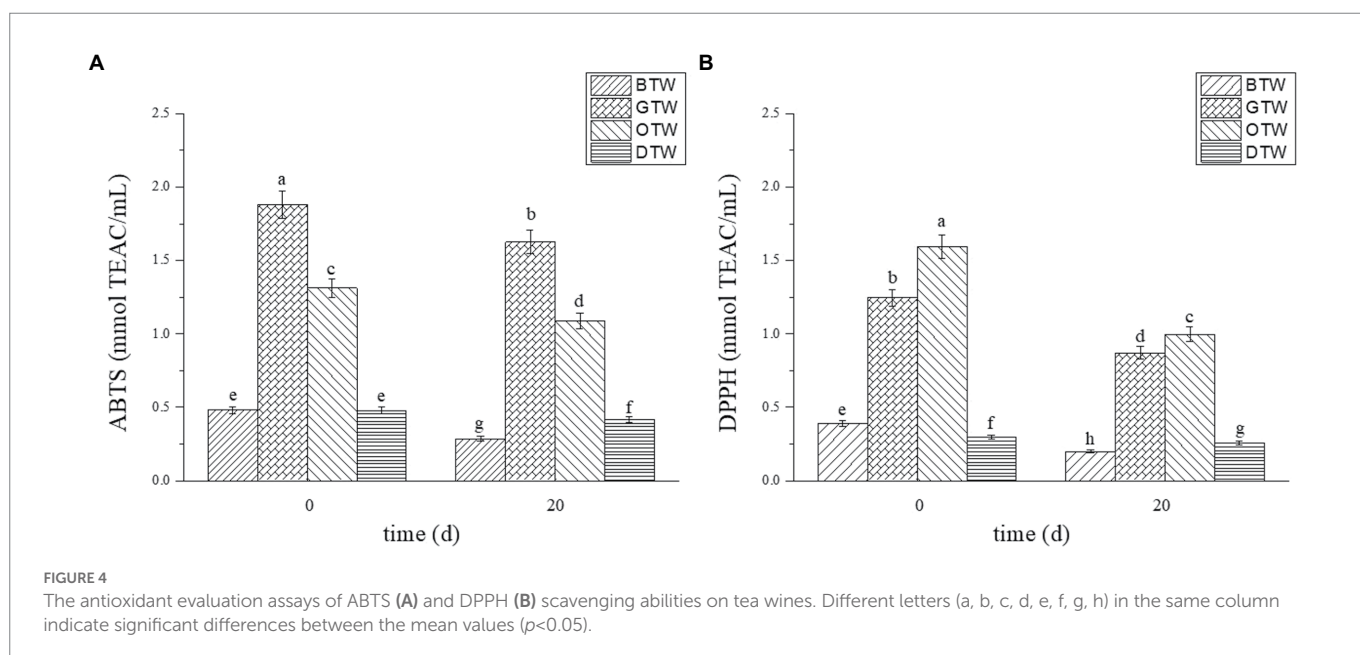 A
BTW
GTW
OTW
DTW
ABTS (mmol TEAC/mL)
2.5
2.0
1.5
1.0
0.5
0.0
e
a
c
e
g
b
d
f
0
20
time (d)
B
BTW
GTW
OTW
DTW
DPPH (mmol TEAC/mL)
2.5
2.0
1.5
1.0
0.5
0.0
e
b
a
f
h
d
c
g
0
20
time (d)
FIGURE 4
The antioxidant evaluation assays of ABTS (A) and DPPH (B) scavenging abilities on tea wines. Different letters (a, b, c, d, e, f, g, h) in the same column
indicate significant differences between the mean values (p<0.05).